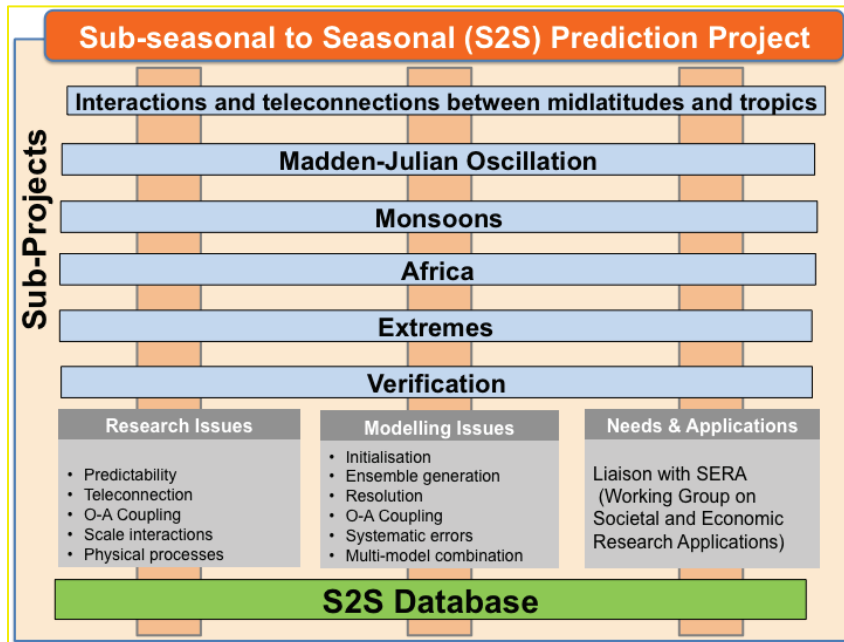 Sub-seasonal to Seasonal (S2S) Prediction Project
Sub-Projects
Interactions and teleconnections between midlatitudes and tropics
Madden-Julian Oscillation
Monsoons
Africa
Extremes
Verification
Research Issues
• Predictability
• Teleconnection
• O-A Coupling
• Scale interactions
• Physical processes
Modelling Issues
• Initialisation
• Ensemble generation
• Resolution
• O-A Coupling
• Systematic errors
• Multi-model combination
Needs & Applications
Liaison with SERA
(Working Group on
Societal and Economic
Research Applications)
S2S Database